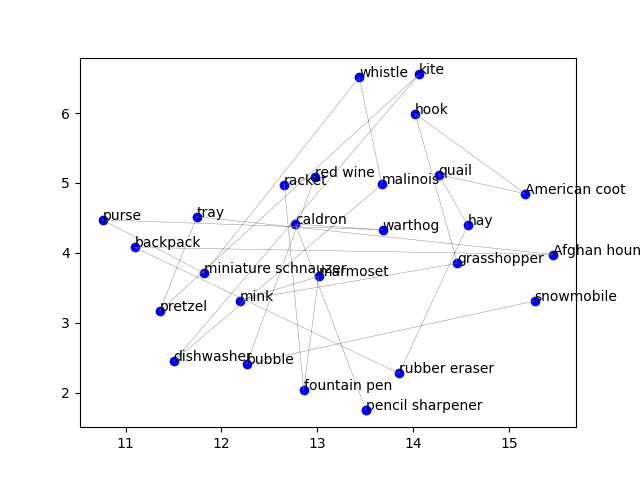 whistle
kite
hook
6
red wine
quail
racket
malinois
5
American coot
purse
tray
caldron
warthog
hay
backpack
4
Afghan houn
grasshopper
miniature schnauzer
marmoset
mink
snowmobile
pretzel
3
dishwasher
bubble
rubber eraser
fountain pen
2
pencil sharpener
11 12 13 14 15